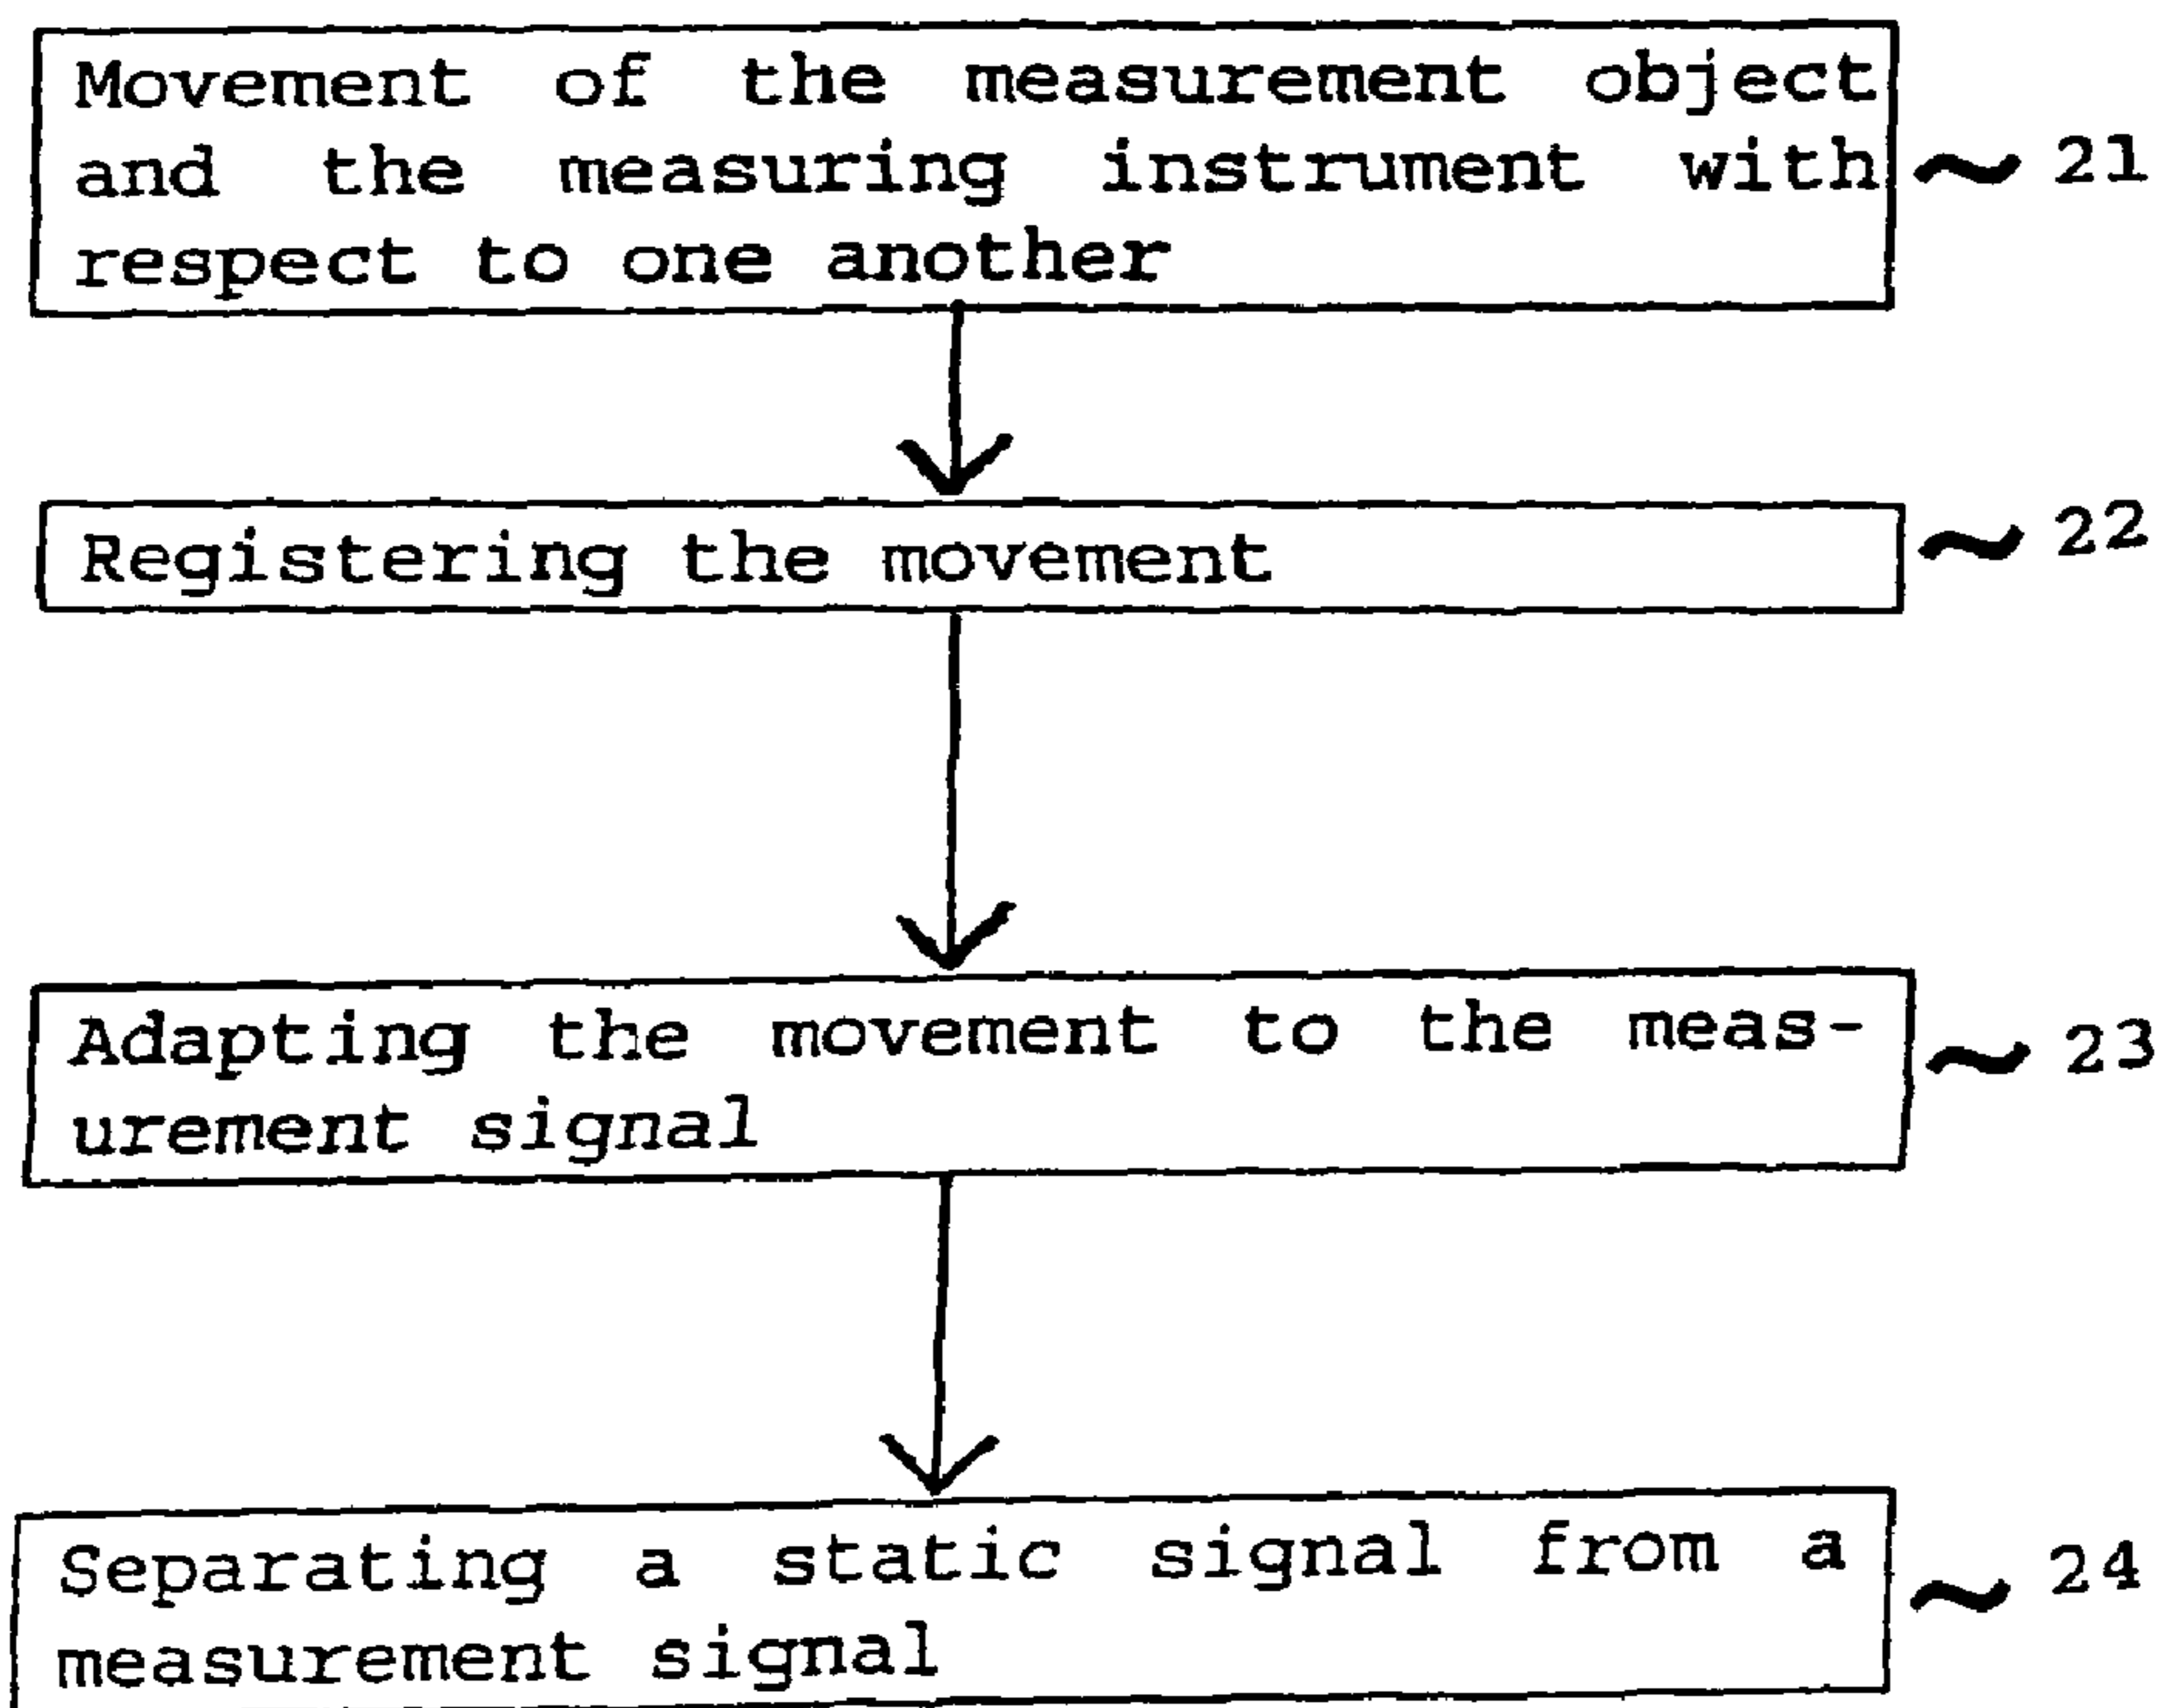 Movement of the measurement object
and the measuring instrument with 21
respect to one another
Registering the movement 22
Adapting the movement to the meas- 23
urement signal
Separating a static signal from a 24
measurement signal